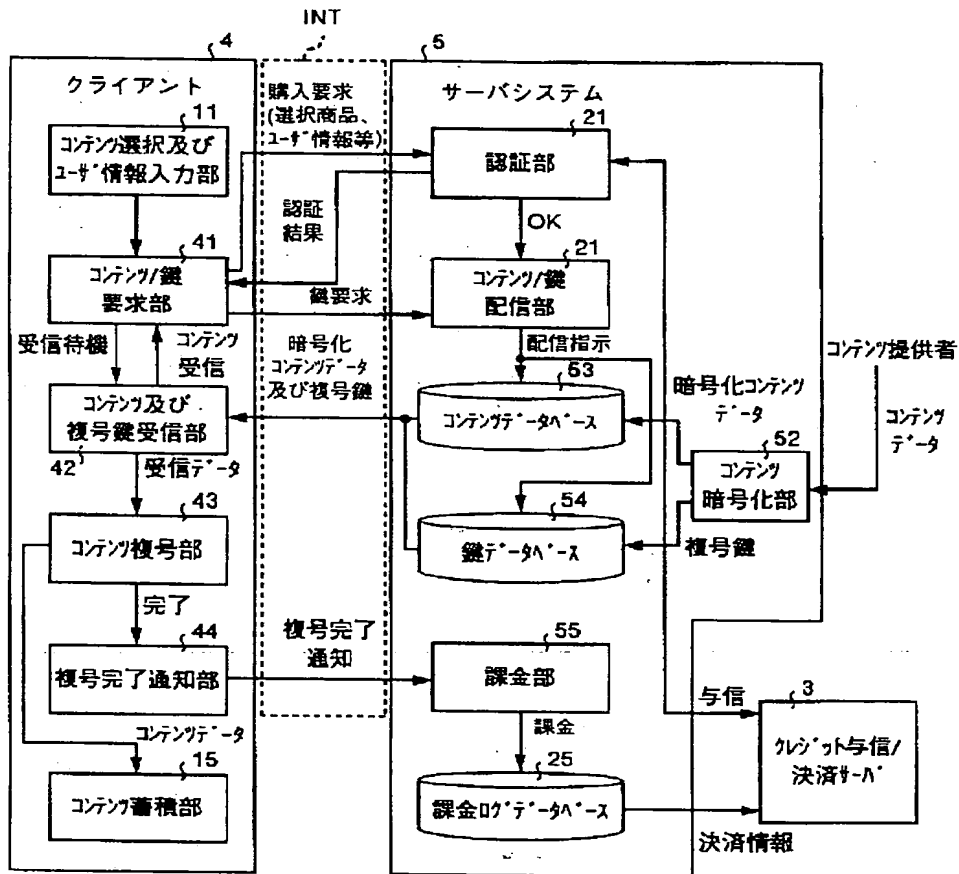 INT
4
5
クライアント
購入要求
(選択商品、
ユーザ情報等)
サーバシステム
11
コンテンツ選択及び
ユーザ情報入力部
21
認証部
認証
結果
OK
41
コンテンツ/鍵
要求部
21
コンテンツ/鍵
配信部
鍵要求
受信待機
コンテンツ
受信
暗号化
コンテンツデータ
及び複号鍵
配信指示
コンテンツ提供者
53
コンテンツデータベース
暗号化コンテンツ
データ
コンテンツ
データ
コンテンツ及び
複号鍵受信部
42
受信データ
52
コンテンツ
暗号化部
43
コンテンツ複号部
54
鍵データベース
複号鍵
完了
44
複号完了通知部
複号完了
通知
55
課金部
与信
3
クレジット与信/
決済サーバ
コンテンツデータ
課金
15
コンテンツ蓄積部
25
課金ログデータベース
決済情報